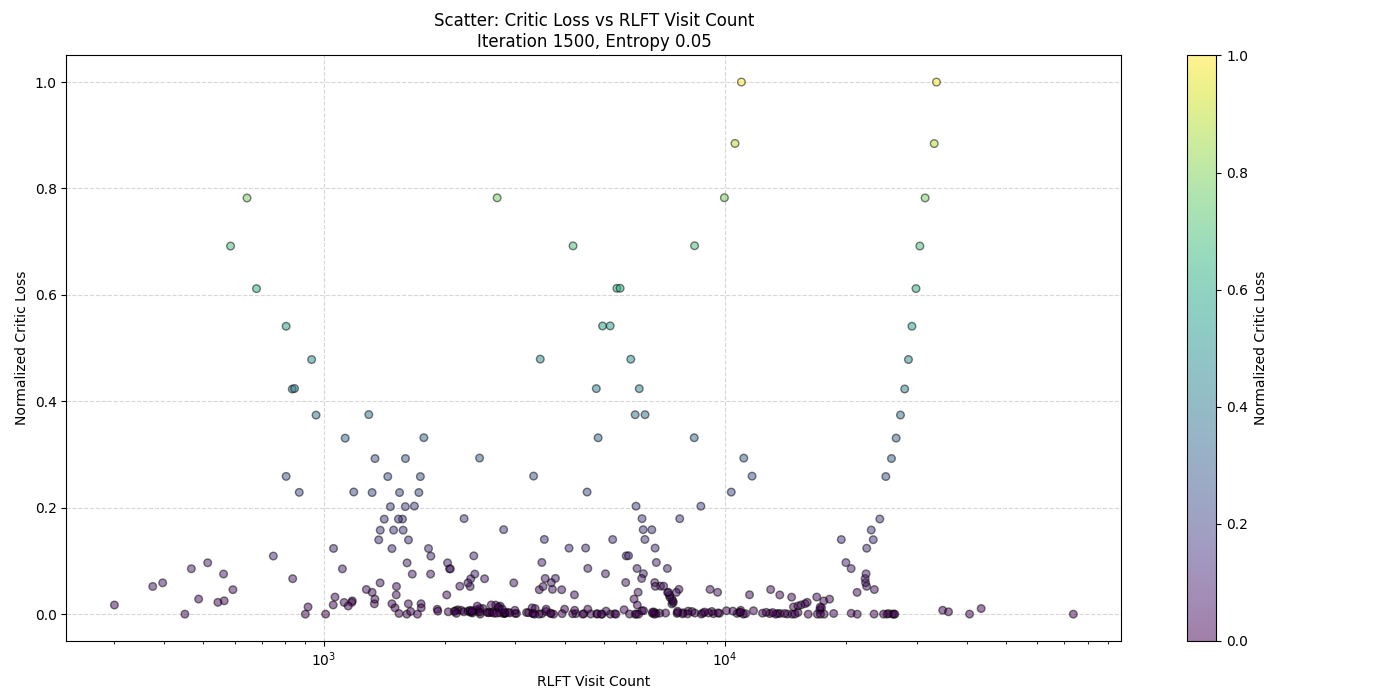 Scatter: Critic Loss vs RLFT Visit Count
Iteration 1500, Entropy 0.05
Normalized Critic Loss
1.0
0.8
0.6
0.4
0.2
0.0
10³
10⁴
RLFT Visit Count
1.0
0.8
0.6
0.4
0.2
0.0
Normalized Critic Loss